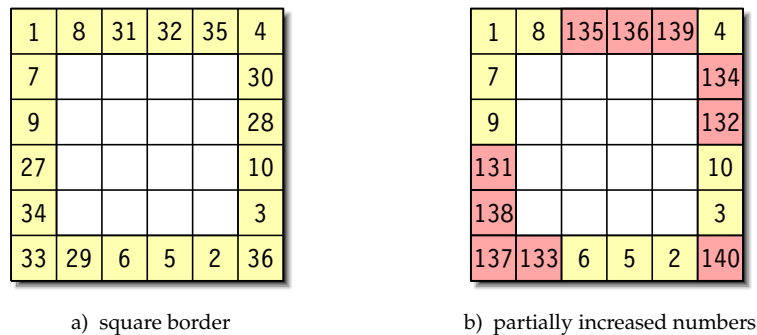 1 8 31 32 35 4 1 8 135 136 139 4
7 30 7 134
9 28 9 132
27 10 131 10
34 3 138 3
33 29 6 5 2 36 137 133 6 5 2 140
a) square border b) partially increased numbers